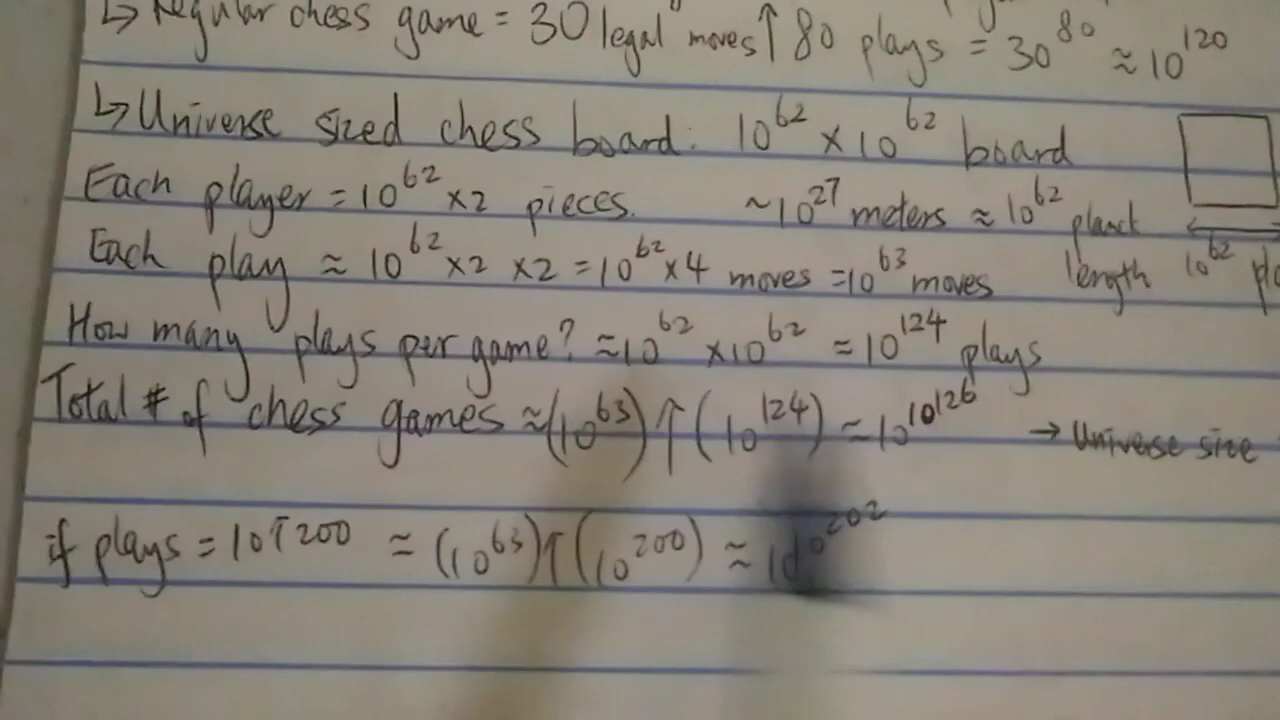 ↳ Regular chess game = 30 legal moves ↑ 80 plays = 30^80 ≈ 10^120
↳ Universe sized chess board: 10^62 × 10^62 board
Each player = 10^62 × 2 pieces. ~10^27 meters ≈ 10^62 planck
Each play ≈ 10^62 × 2 × 2 = 10^62 × 4 moves = 10^63 moves length 10^62
How many plays per game? ≈ 10^62 × 10^62 = 10^124 plays
Total # of chess games ≈ (10^63) ↑ (10^124) ≈ 10^10^126 → Universe size
if plays = 10↑200 ≈ (10^63)↑(10^200) ≈ 10^10^202